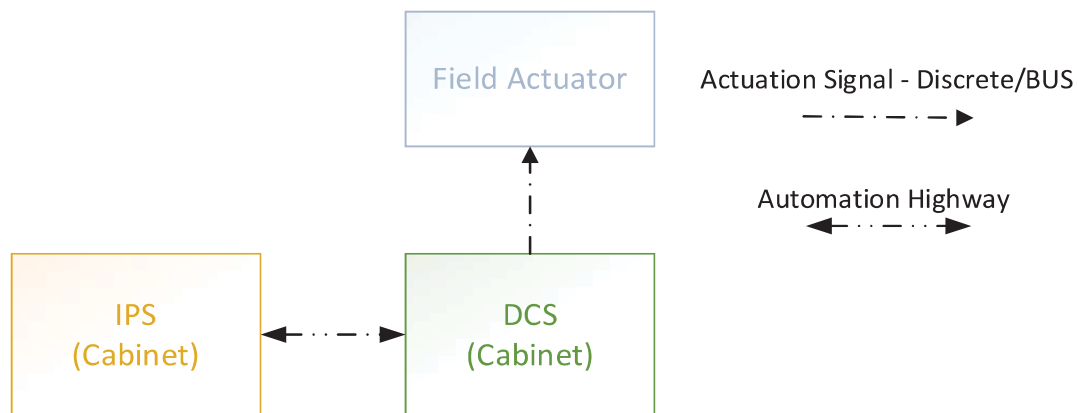 Field Actuator
Actuation Signal - Discrete/BUS
Automation Highway
IPS
(Cabinet)
DCS
(Cabinet)